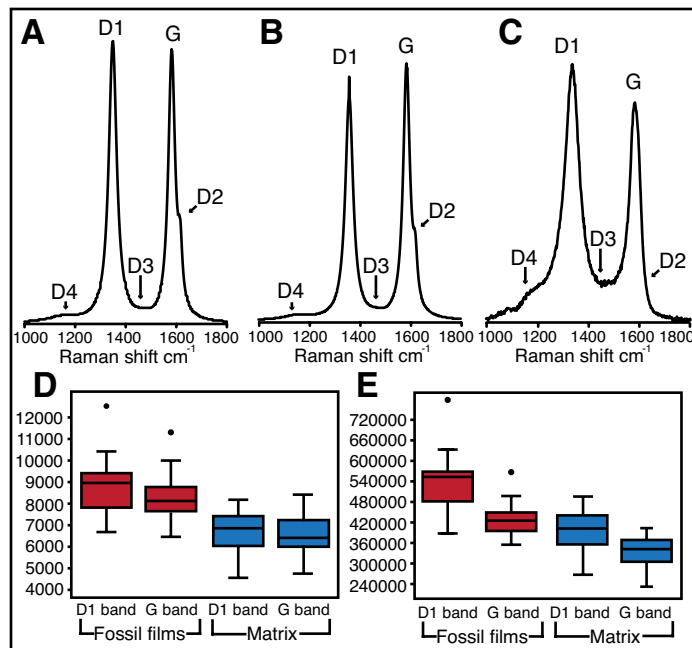 A
D1
G
D2
D3
D4
1000 1200 1400 1600 1800
Raman shift cm-1
B
D1
G
D2
D3
D4
1000 1200 1400 1600 1800
Raman shift cm-1
C
D1
G
D4
D3
D2
1000 1200 1400 1600 1800
Raman shift cm-1
D
12000
11000
10000
9000
8000
7000
6000
5000
4000
D1 band G band D1 band G band
Fossil films Matrix
E
720000
660000
600000
540000
480000
420000
360000
300000
240000
D1 band G band D1 band G band
Fossil films Matrix